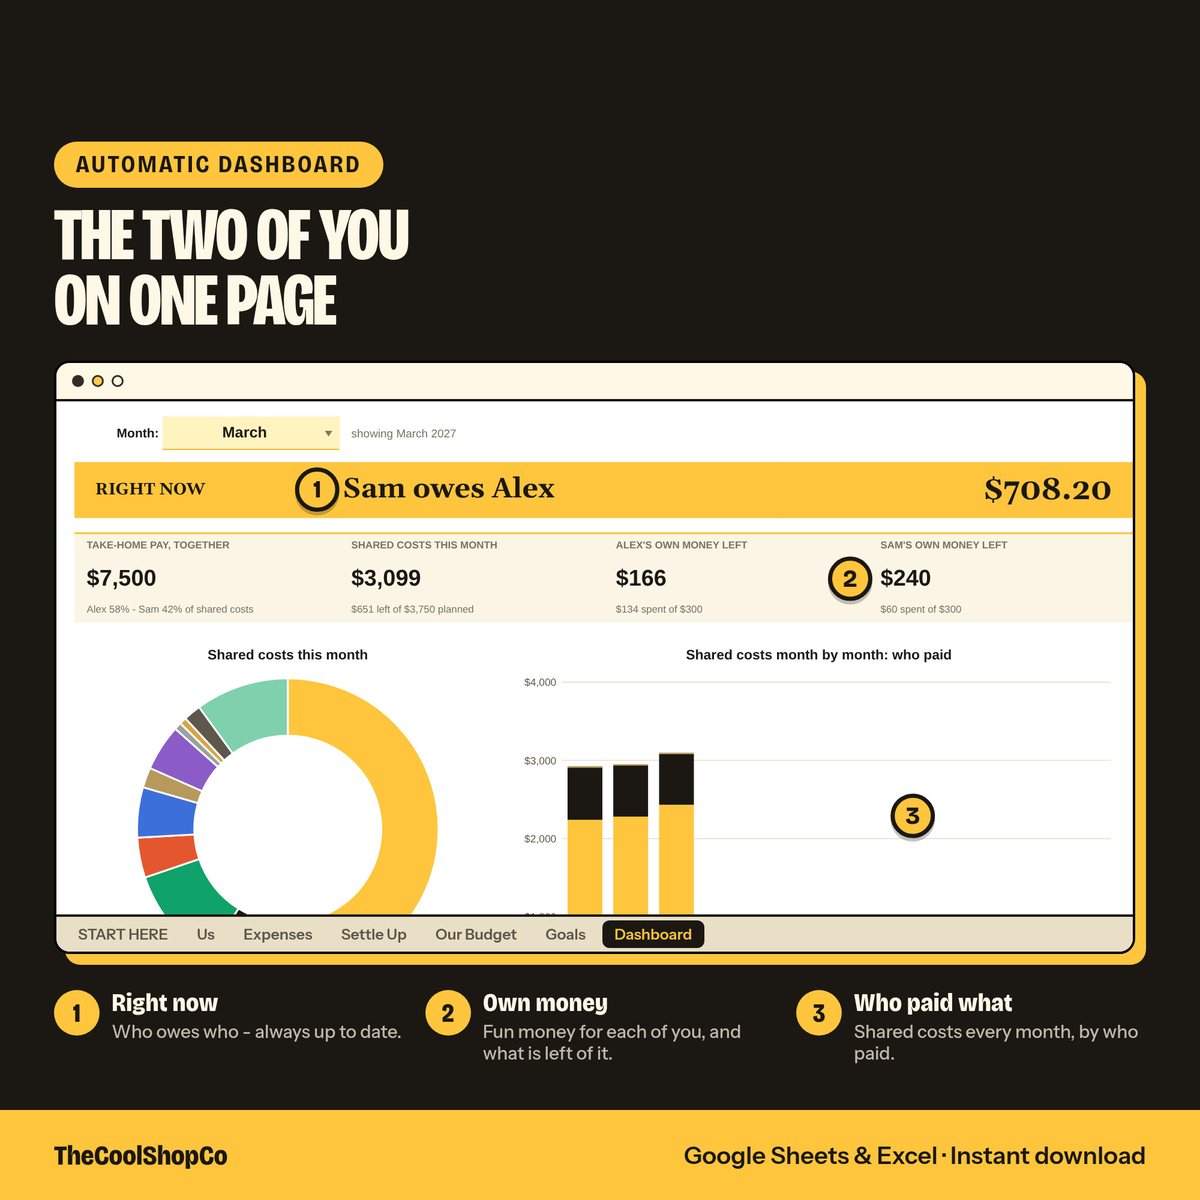 AUTOMATIC DASHBOARD
THE TWO OF YOU
ON ONE PAGE
Month:
March
showing March 2027
RIGHT NOW
1
Sam owes Alex
$708.20
TAKE-HOME PAY, TOGETHER
$7,500
Alex 58% - Sam 42% of shared costs
SHARED COSTS THIS MONTH
$3,099
$651 left of $3,750 planned
ALEX'S OWN MONEY LEFT
$166
$134 spent of $300
2
SAM'S OWN MONEY LEFT
$240
$60 spent of $300
Shared costs this month
Shared costs month by month: who paid
$4,000
$3,000
$2,000
3
START HERE
Us
Expenses
Settle Up
Our Budget
Goals
Dashboard
1
Right now
Who owes who - always up to date.
2
Own money
Fun money for each of you, and
what is left of it.
3
Who paid what
Shared costs every month, by who
paid.
TheCoolShopCo
Google Sheets & Excel · Instant download